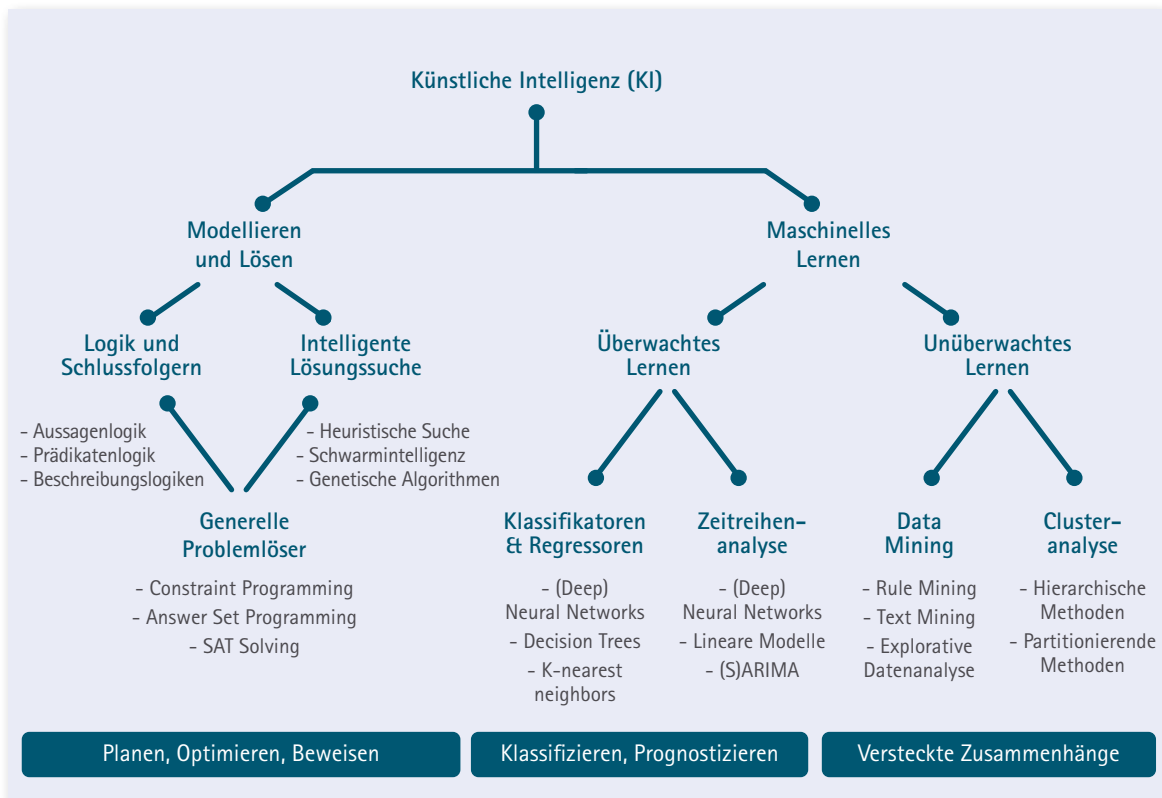 Künstliche Intelligenz (KI)
Modellieren
und Lösen
Maschinelles
Lernen
Logik und
Schlussfolgern
Intelligente
Lösungssuche
Überwachtes
Lernen
Unüberwachtes
Lernen
- Aussagenlogik
- Prädikatenlogik
- Beschreibungslogiken
- Heuristische Suche
- Schwarmintelligenz
- Genetische Algorithmen
Generelle
Problemlöser
- Constraint Programming
- Answer Set Programming
- SAT Solving
Klassifikatoren
& Regressoren
- (Deep)
Neural Networks
- Decision Trees
- K-nearest
neighbors
Zeitreihen-
analyse
- (Deep)
Neural Networks
- Lineare Modelle
- (S)ARIMA
Data
Mining
- Rule Mining
- Text Mining
- Explorative
Datenanalyse
Cluster-
analyse
- Hierarchische
Methoden
- Partitionierende
Methoden
Planen, Optimieren, Beweisen
Klassifizieren, Prognostizieren
Versteckte Zusammenhänge